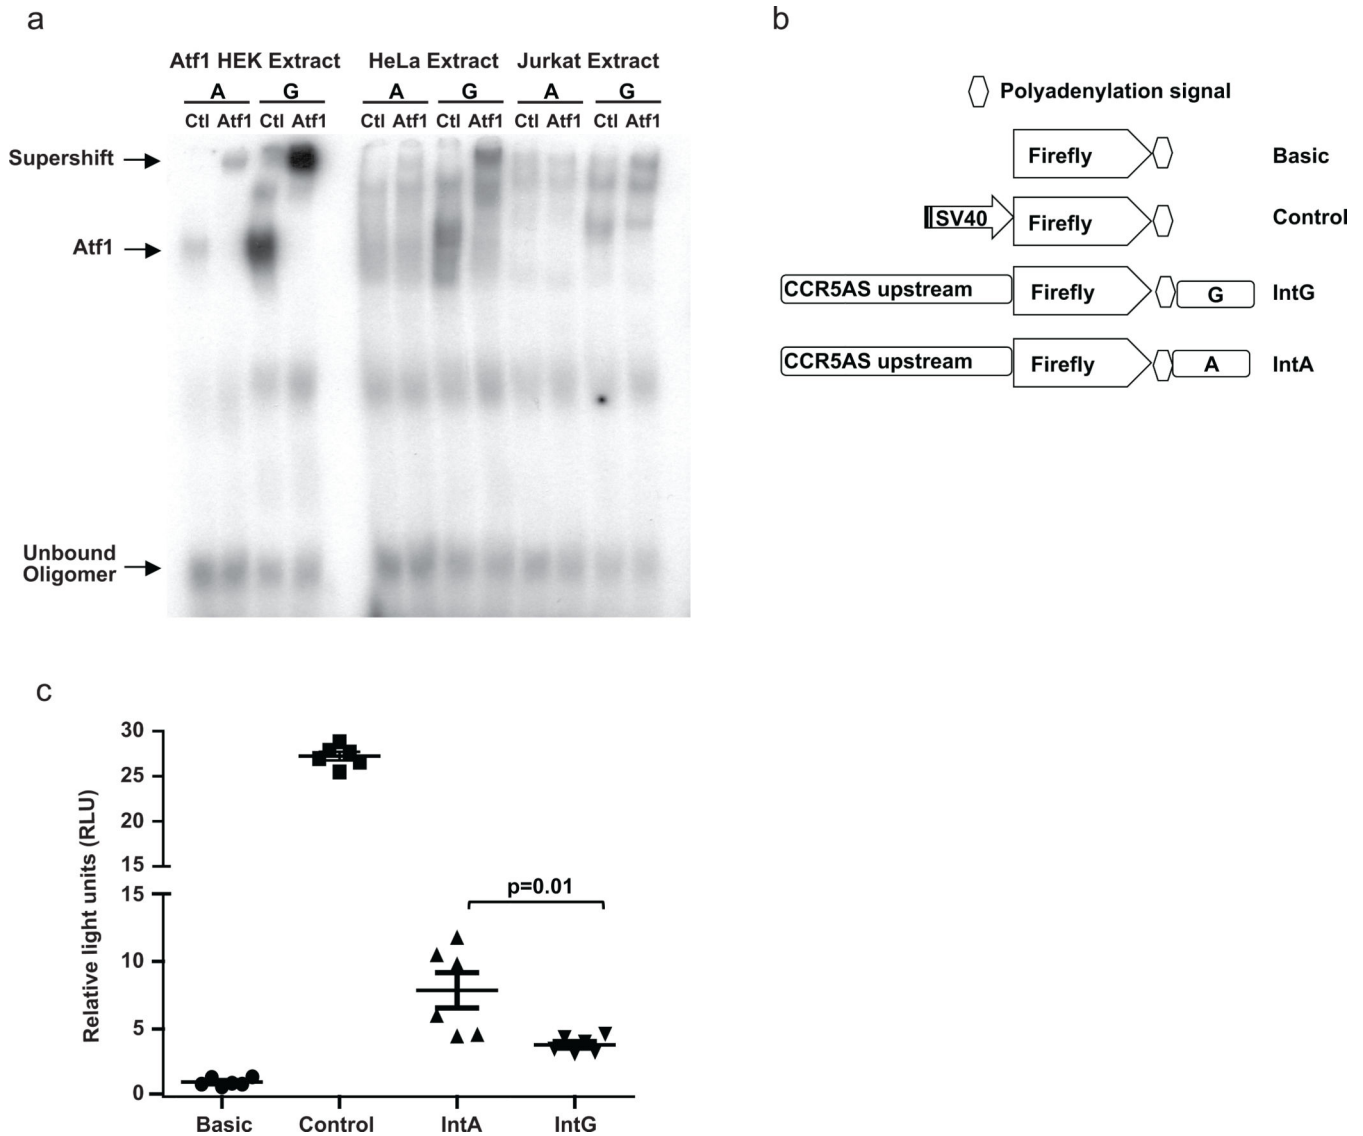 a
Atf1 HEK Extract HeLa Extract Jurkat Extract
A G A G A G
Ctl Atf1 Ctl Atf1 Ctl Atf1 Ctl Atf1 Ctl Atf1 Ctl Atf1
Supershift
Atf1
Unbound
Oligomer
b
Polyadenylation signal
Firefly Basic
SV40 Firefly Control
CCR5AS upstream Firefly G IntG
CCR5AS upstream Firefly A IntA
c
Relative light units (RLU)
30
25
20
15
15
10
5
0
p=0.01
Basic Control IntA IntG